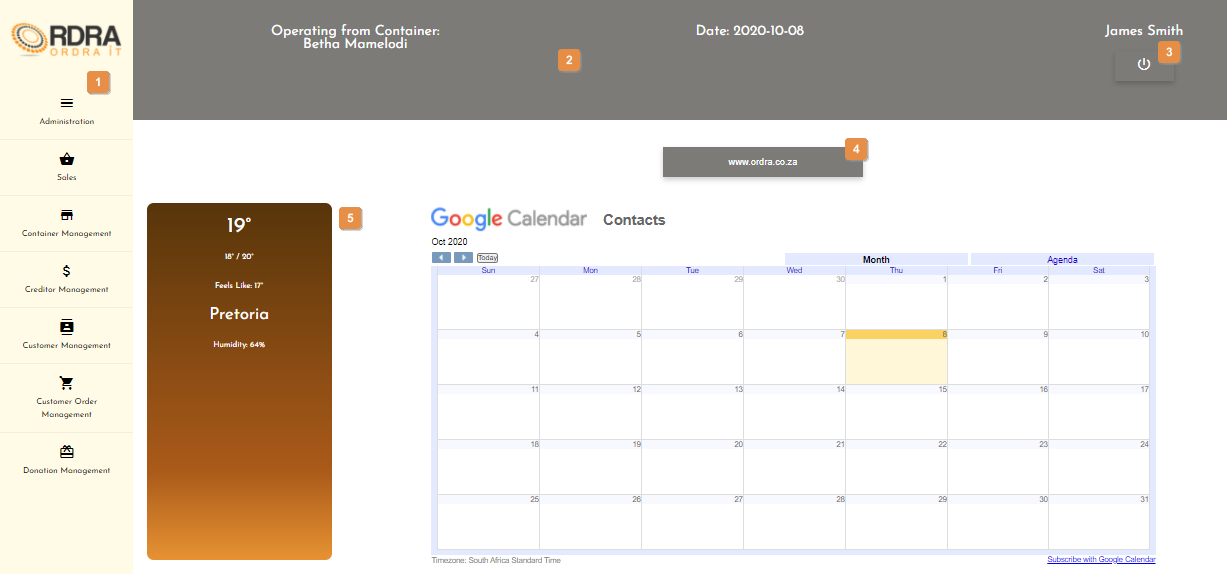 ORDRA
ORDRA IT
1
Administration
Sales
Container Management
Creditor Management
Customer Management
Customer Order
Management
Donation Management
Operating from Container:
Betha Mamelodi
2
Date: 2020-10-08
James Smith
3
4
www.ordra.co.za
19°
18° / 20°
Feels Like: 17°
Pretoria
Humidity: 64%
5
Google Calendar Contacts
Oct 2020
Today
Month Agenda
Sun Mon Tue Wed Thu Fri Sat
27 28 29 30 1 2 3
4 5 6 7 8 9 10
11 12 13 14 15 16 17
18 19 20 21 22 23 24
25 26 27 28 29 30 31
Timezone: South Africa Standard Time
Subscribe with Google Calendar